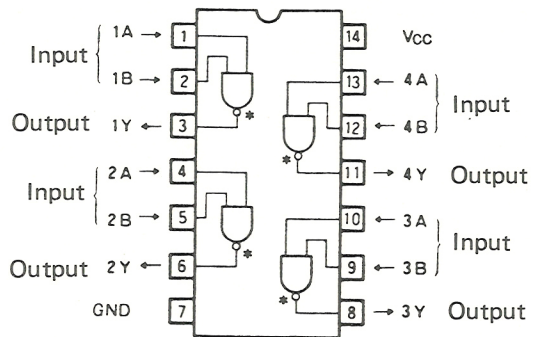 1A → 1 14 Vcc
Input
1B → 2 13 ← 4A
Input
Output 1Y ← 3 12 ← 4B
* *
2A → 4 11 → 4Y Output
Input
2B → 5 10 ← 3A
Input
Output 2Y ← 6 9 ← 3B
* *
GND 7 8 → 3Y Output